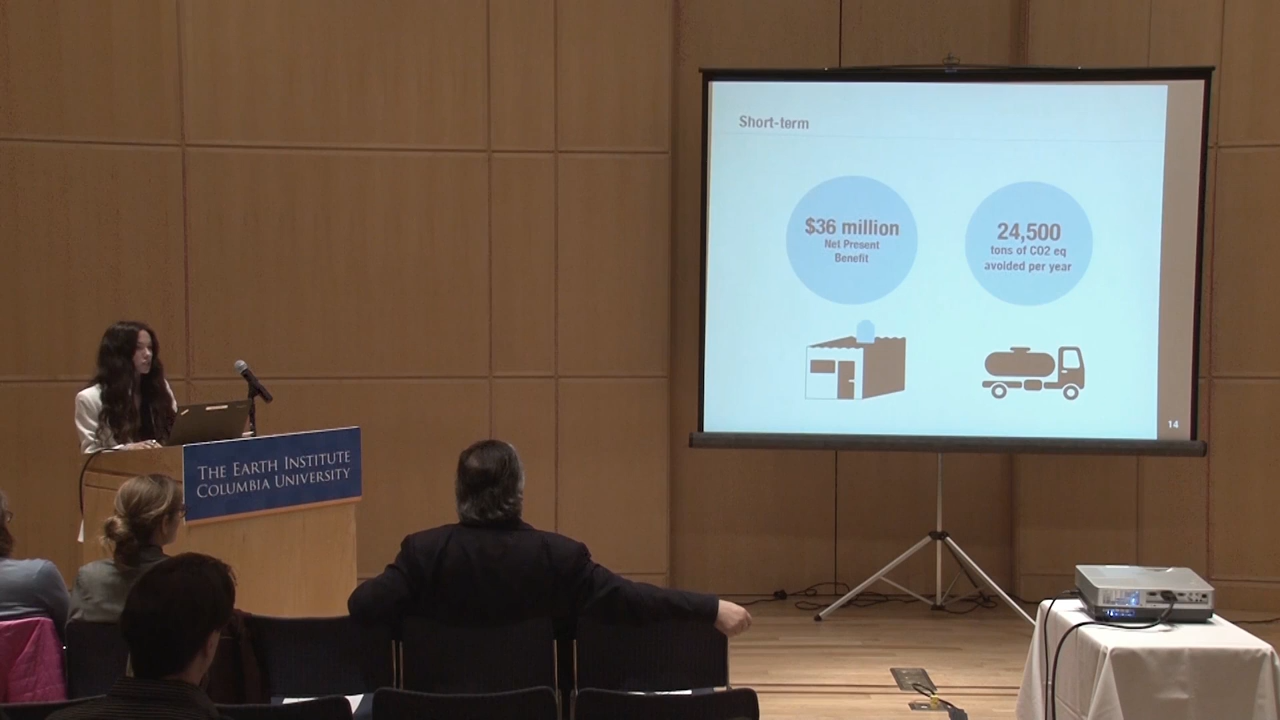 Short-term
$36 million
Net Present
Benefit
24,500
tons of CO2 eq
avoided per year
14
THE EARTH INSTITUTE
COLUMBIA UNIVERSITY